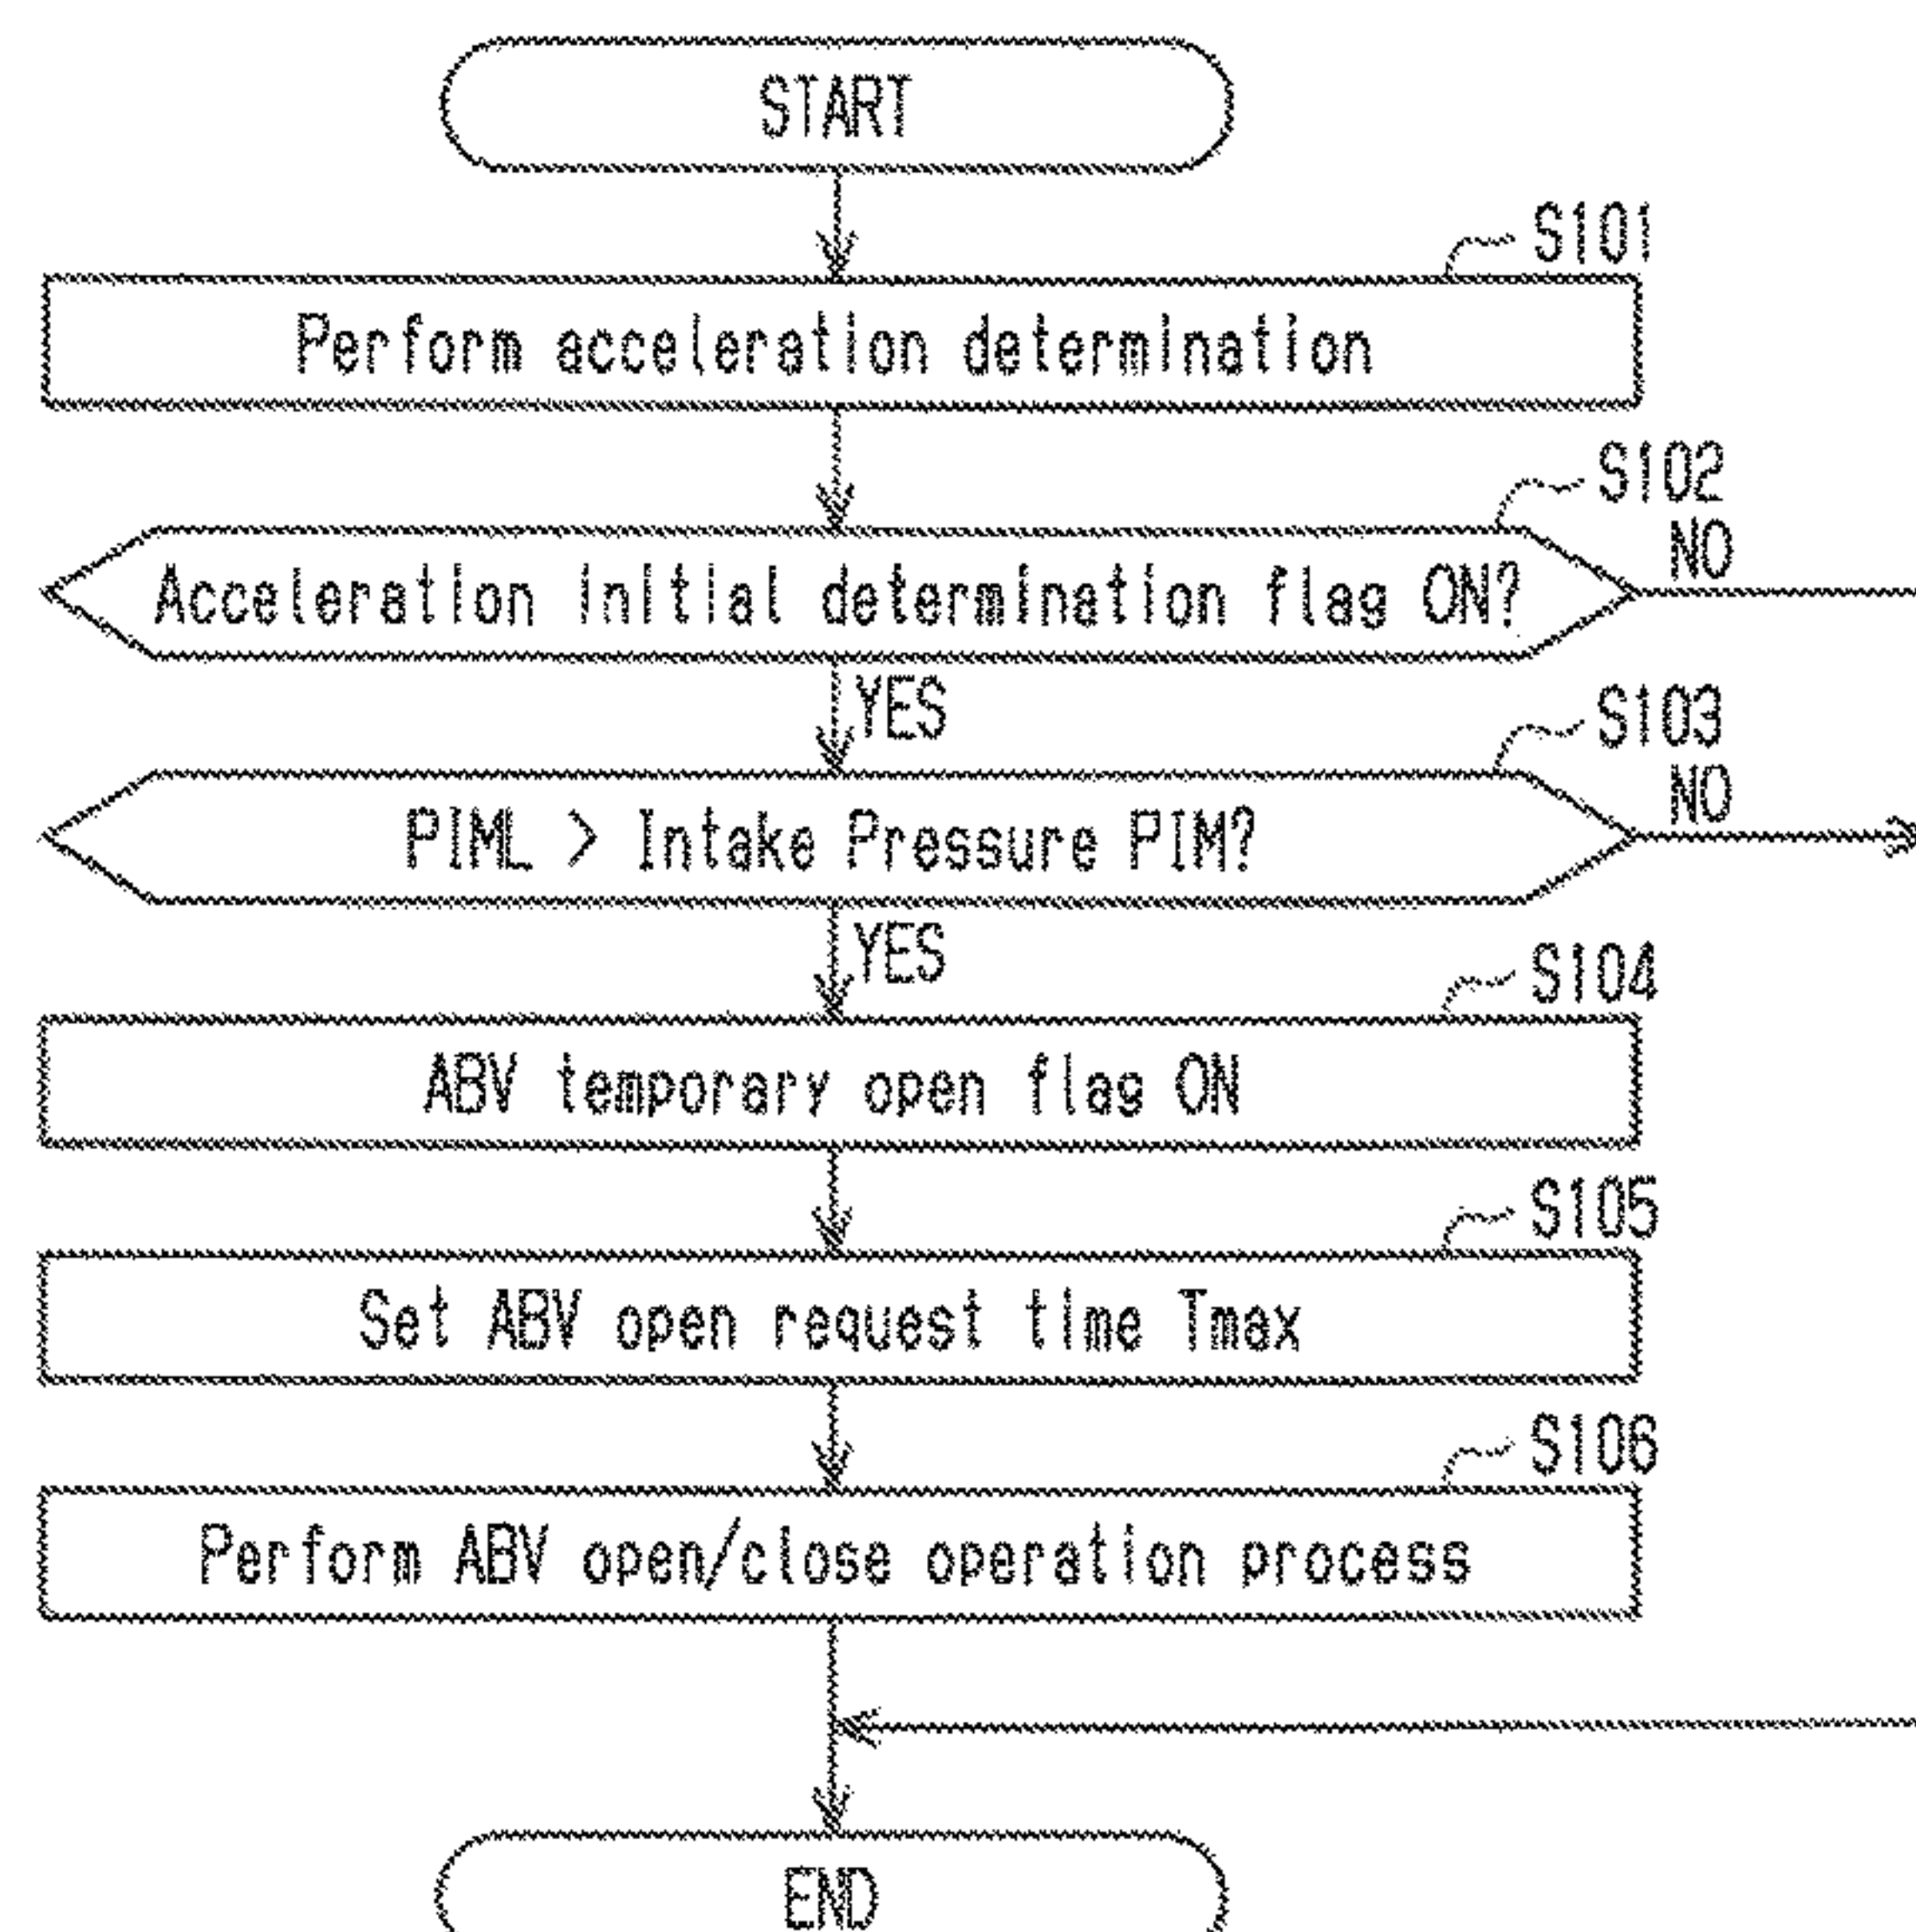 START
S101
Perform acceleration determination
S102
Acceleration initial determination flag ON?
NO
YES
S103
PIML > Intake Pressure PIM?
NO
YES
S104
ABV temporary open flag ON
S105
Set ABV open request time Tmax
S106
Perform ABV open/close operation process
END